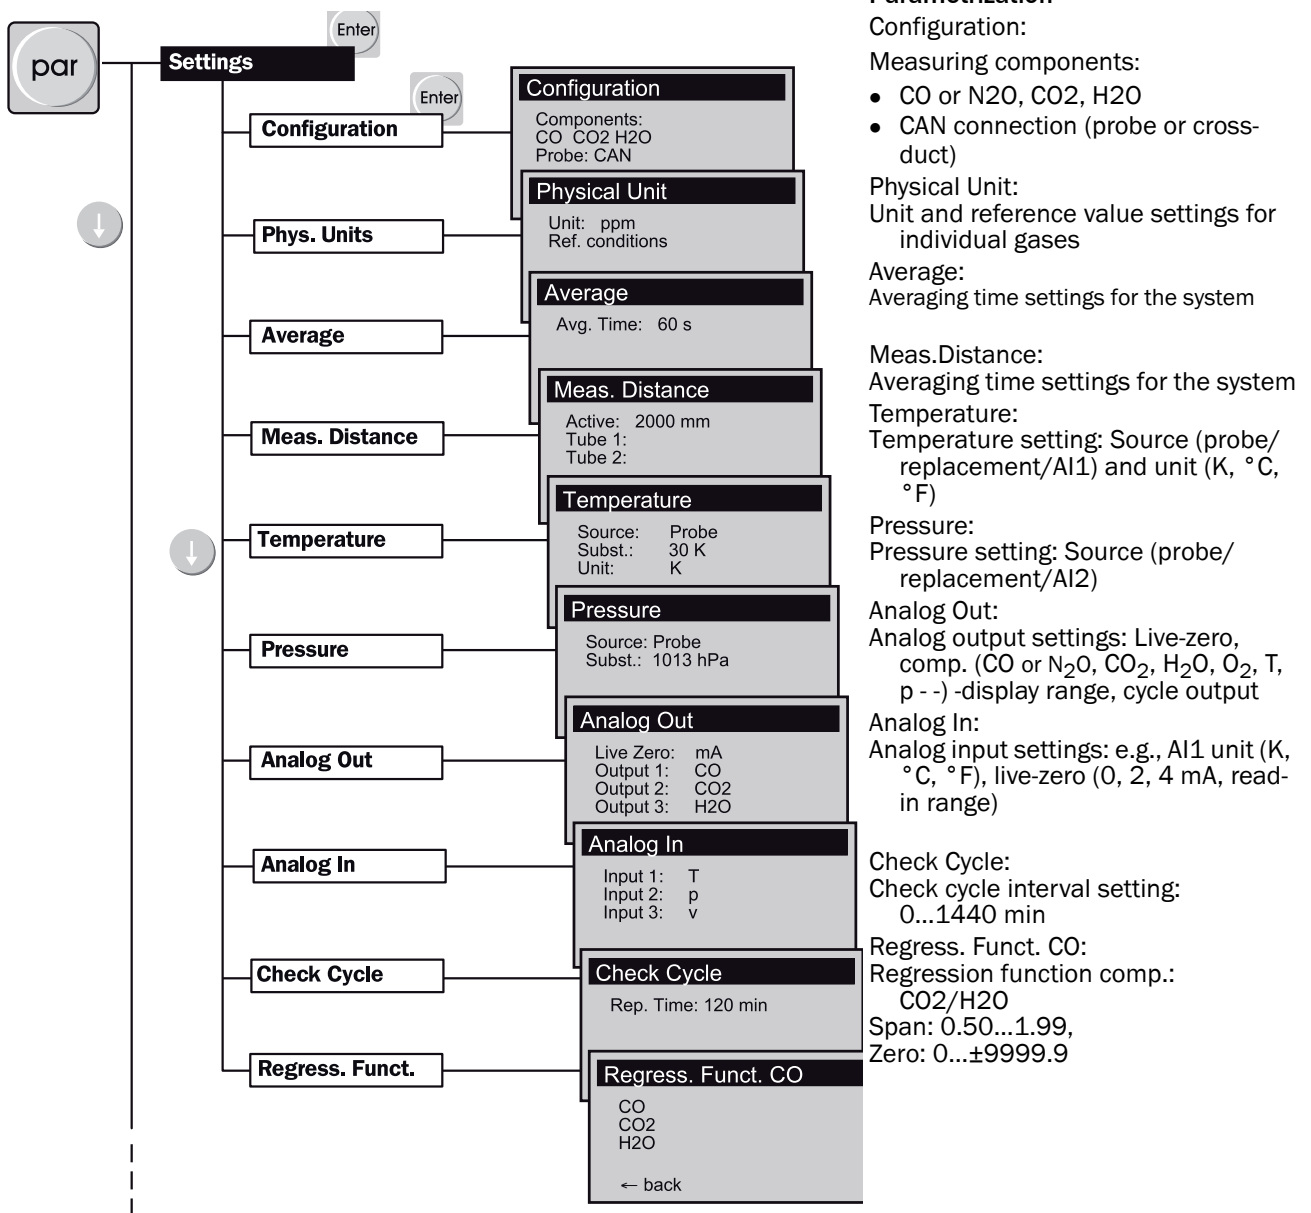 par
Enter
Settings
Enter
Configuration
Phys. Units
Average
Meas. Distance
Temperature
Pressure
Analog Out
Analog In
Check Cycle
Regress. Funct.
Configuration
Components:
CO CO2 H2O
Probe: CAN
Physical Unit
Unit: ppm
Ref. conditions
Average
Avg. Time: 60 s
Meas. Distance
Active: 2000 mm
Tube 1:
Tube 2:
Temperature
Source: Probe
Subst.: 30 K
Unit: K
Pressure
Source: Probe
Subst.: 1013 hPa
Analog Out
Live Zero: mA
Output 1: CO
Output 2: CO2
Output 3: H2O
Analog In
Input 1: T
Input 2: p
Input 3: v
Check Cycle
Rep. Time: 120 min
Regress. Funct. CO
CO
CO2
H2O
← back
Parametrization
Configuration:
Measuring components:
• CO or N2O, CO2, H2O
• CAN connection (probe or cross-
duct)
Physical Unit:
Unit and reference value settings for
individual gases
Average:
Averaging time settings for the system
Meas.Distance:
Averaging time settings for the system
Temperature:
Temperature setting: Source (probe/
replacement/AI1) and unit (K, °C,
°F)
Pressure:
Pressure setting: Source (probe/
replacement/AI2)
Analog Out:
Analog output settings: Live-zero,
comp. (CO or N₂O, CO₂, H₂O, O₂, T,
p - -) -display range, cycle output
Analog In:
Analog input settings: e.g., AI1 unit (K,
°C, °F), live-zero (0, 2, 4 mA, read-
in range)
Check Cycle:
Check cycle interval setting:
0...1440 min
Regress. Funct. CO:
Regression function comp.:
CO2/H2O
Span: 0.50...1.99,
Zero: 0...±9999.9